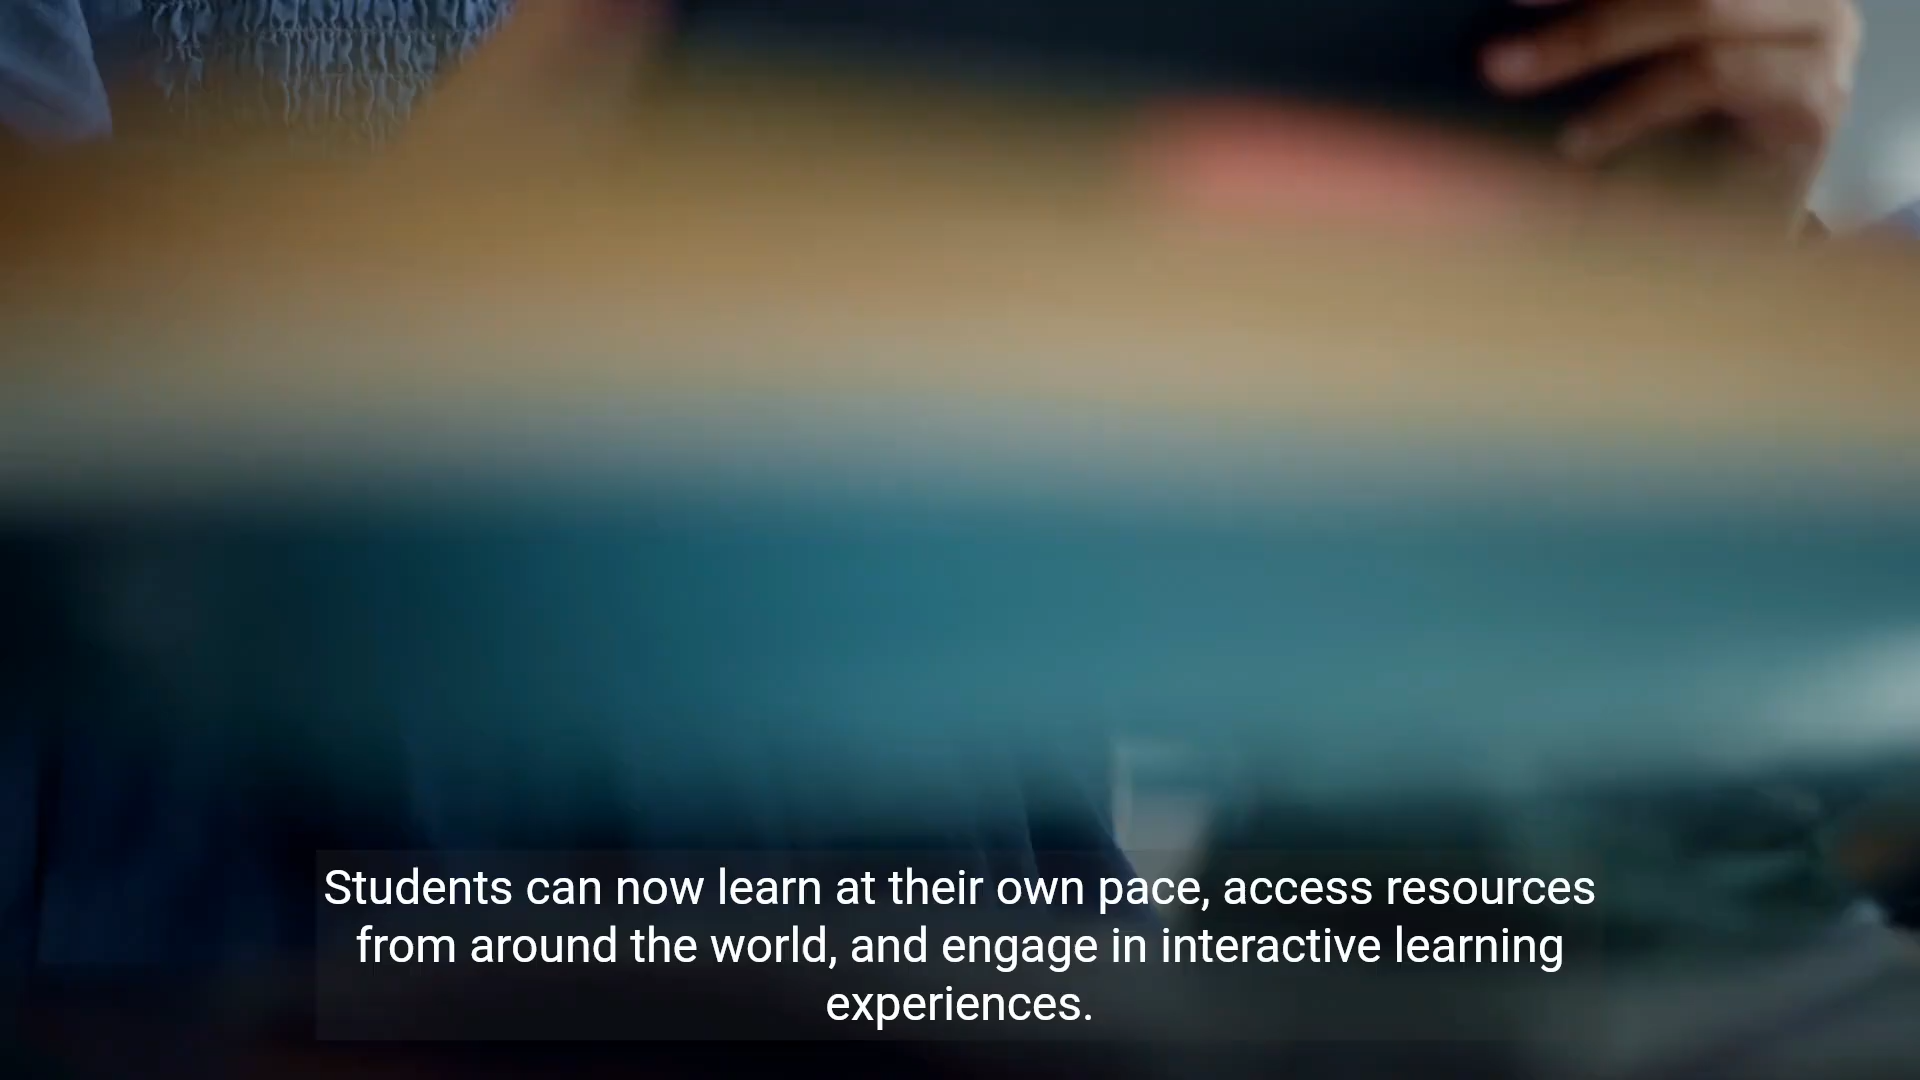 Students can now learn at their own pace, access resources
from around the world, and engage in interactive learning
experiences.